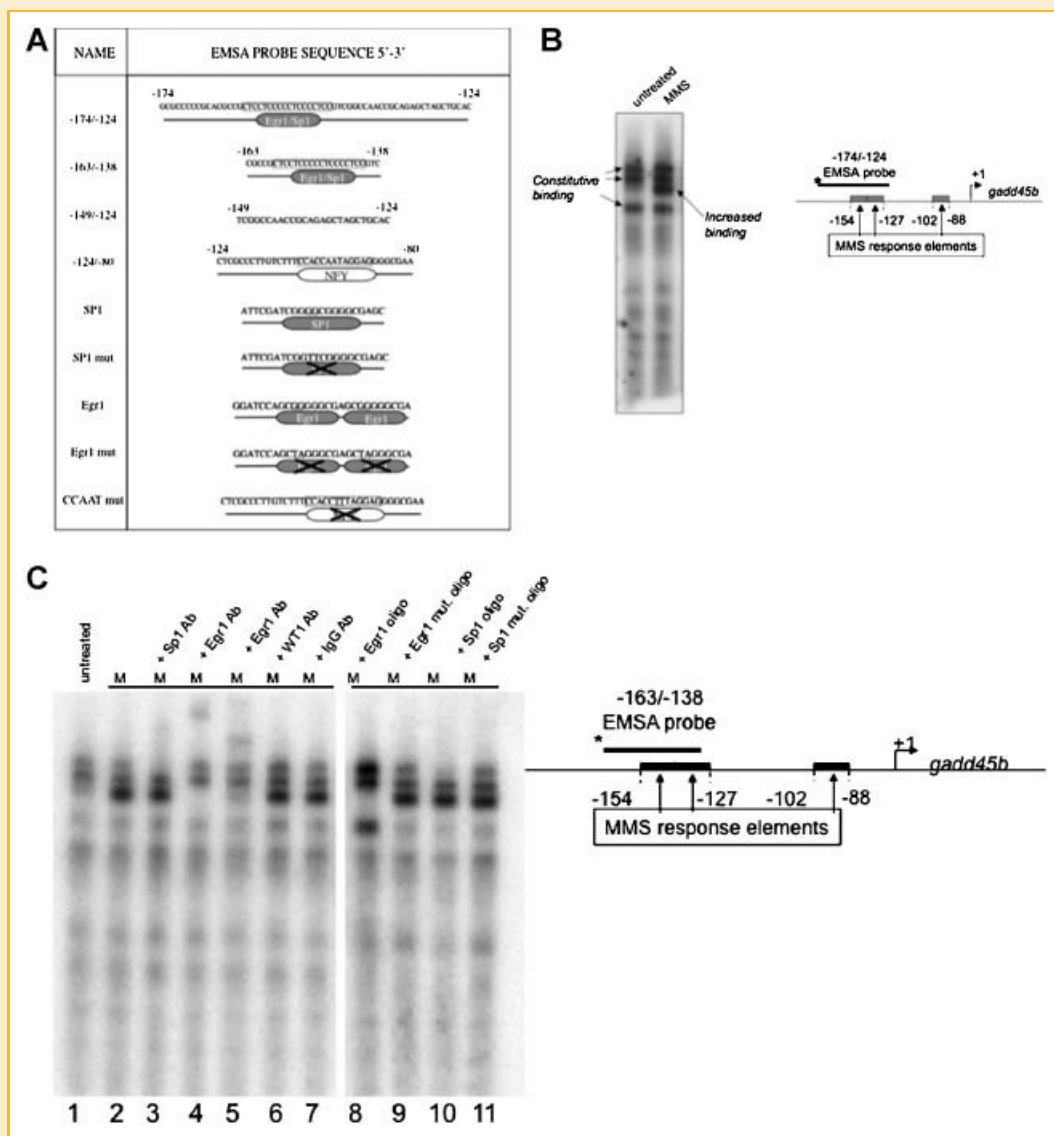 A
NAME EMSA PROBE SEQUENCE 5'-3'
-174 -124
-174/-124
GCGCCCCCGCACGCCGCTCCTCCCCCTCCCCTCCGTCGGCCAACCGCAGAGCTAGCTGCAC
Egr1/Sp1
-163 -138
-163/-138
CGCCGCTCCTCCCCCTCCCCTCCGTC
Egr1/Sp1
-149 -124
-149/-124
TCGGCCAACCGCAGAGCTAGCTGCAC
-124 -80
-124/-80
CTCGCCCTTGTCTTTCCACCAATAGGAGGGGCGAA
NFY
SP1
ATTCGATCGGGGCGGGGCGAGC
SP1
SP1 mut
ATTCGATCGGTTCGGGGCGAGC
Egr1
GGATCCAGCGGGGGCGAGCGGGGGCGA
Egr1 Egr1
Egr1 mut
GGATCCAGCTAGGGCGAGCTAGGGCGA
CCAAT mut
CTCGCCCTTGTCTTTCCACCTTTAGGAGGGGCGAA
B
untreated
MMS
Constitutive
binding
Increased
binding
-174/-124
* EMSA probe
+1
gadd45b
-154 -127 -102 -88
MMS response elements
C
untreated
+ Sp1 Ab
+ Egr1 Ab
+ Egr1 Ab
+ WT1 Ab
+ IgG Ab
+ Egr1 oligo
+ Egr1 mut. oligo
+ Sp1 oligo
+ Sp1 mut. oligo
M M M M M M M M M M
-163/-138
* EMSA probe
+1
gadd45b
-154 -127 -102 -88
MMS response elements
1 2 3 4 5 6 7 8 9 10 11